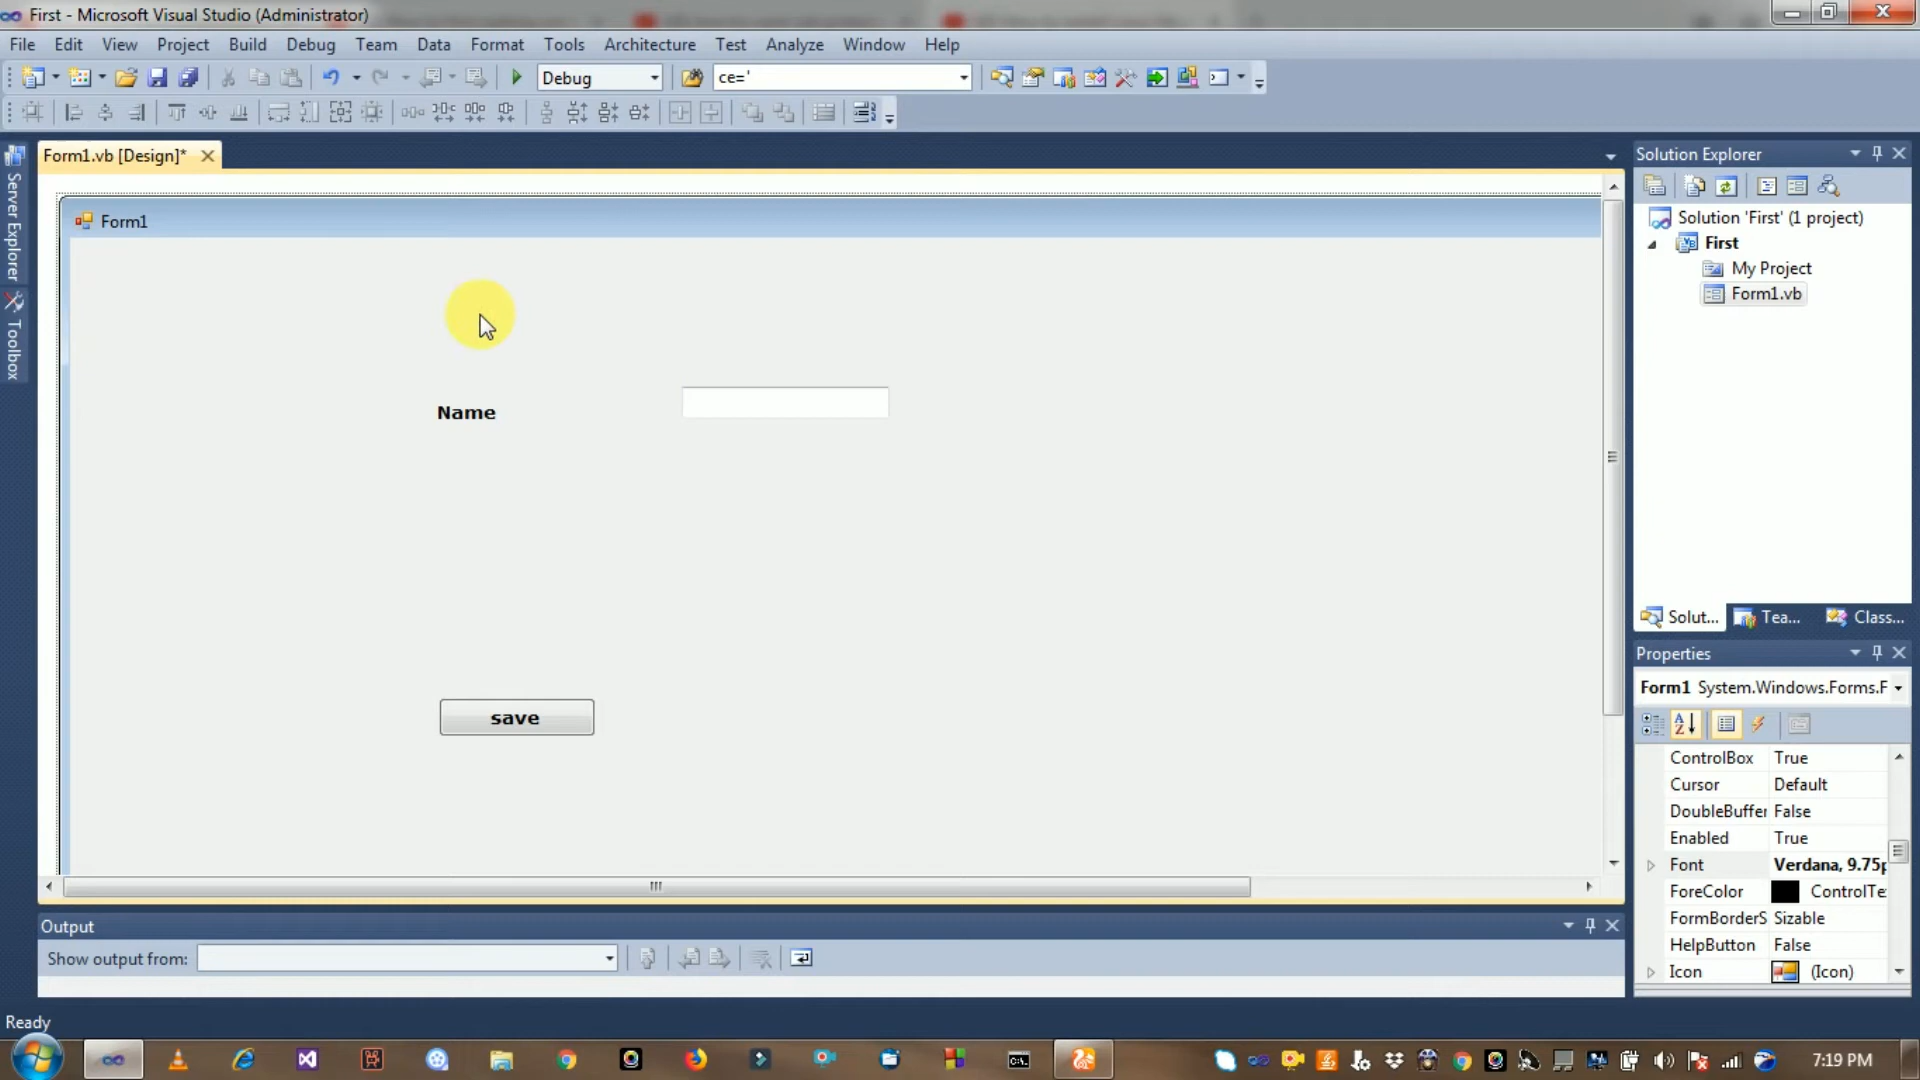 First - Microsoft Visual Studio (Administrator)
File Edit View Project Build Debug Team Data Format Tools Architecture Test Analyze Window Help
Debug ce='
Form1.vb [Design]*
Server Explorer
Toolbox
Form1
Name
save
Solution Explorer
Solution 'First' (1 project)
First
My Project
Form1.vb
Solut... Tea... Class...
Properties
Form1 System.Windows.Forms.F
ControlBox True
Cursor Default
DoubleBuffer False
Enabled True
Font Verdana, 9.75p
ForeColor ControlTe
FormBorderS Sizable
HelpButton False
Icon (Icon)
Output
Show output from:
Ready
7:19 PM